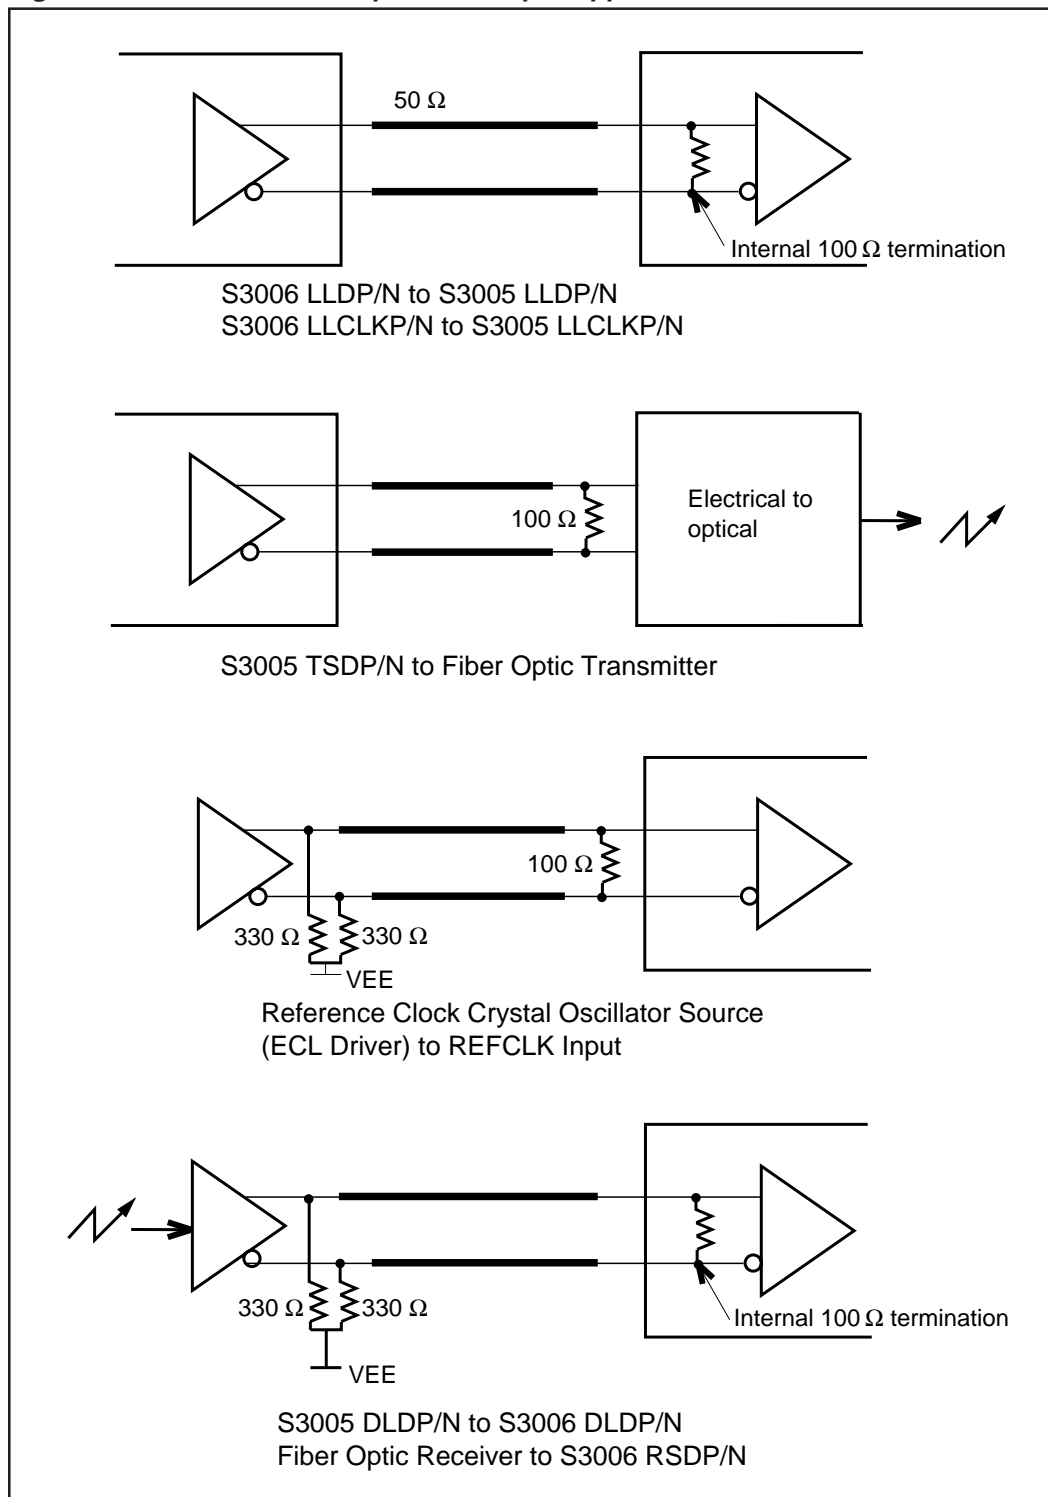 50 Ω
Internal 100 Ω termination
S3006 LLDP/N to S3005 LLDP/N
S3006 LLCLKP/N to S3005 LLCLKP/N
100 Ω
Electrical to
optical
S3005 TSDP/N to Fiber Optic Transmitter
100 Ω
330 Ω 330 Ω
VEE
Reference Clock Crystal Oscillator Source
(ECL Driver) to REFCLK Input
330 Ω 330 Ω
Internal 100 Ω termination
VEE
S3005 DLDP/N to S3006 DLDP/N
Fiber Optic Receiver to S3006 RSDP/N